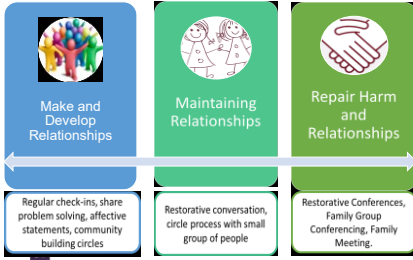 Make and
Develop
Relationships
Maintaining
Relationships
Repair Harm
and
Relationships
Regular check-ins, share
problem solving, affective
statements, community
building circles
Restorative conversation,
circle process with small
group of people
Restorative Conferences,
Family Group
Conferencing, Family
Meeting.